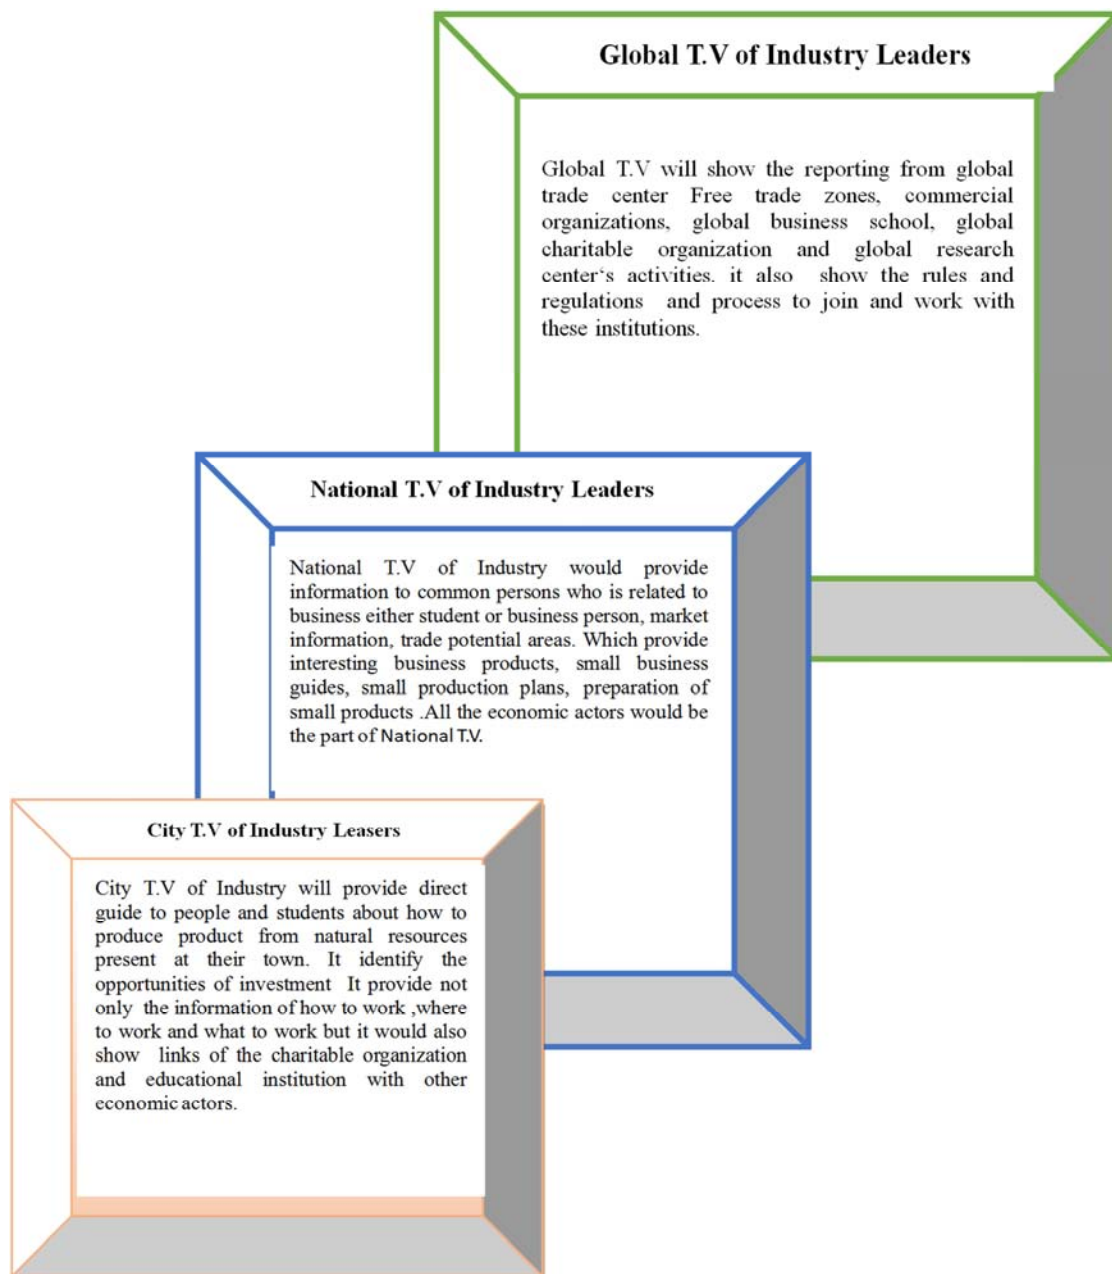 Global T.V of Industry Leaders
Global T.V will show the reporting from global
trade center Free trade zones, commercial
organizations, global business school, global
charitable organization and global research
center‘s activities. it also show the rules and
regulations and process to join and work with
these institutions.
National T.V of Industry Leaders
National T.V of Industry would provide
information to common persons who is related to
business either student or business person, market
information, trade potential areas. Which provide
interesting business products, small business
guides, small production plans, preparation of
small products .All the economic actors would be
the part of National T.V.
City T.V of Industry Leasers
City T.V of Industry will provide direct
guide to people and students about how to
produce product from natural resources
present at their town. It identify the
opportunities of investment It provide not
only the information of how to work ,where
to work and what to work but it would also
show links of the charitable organization
and educational institution with other
economic actors.